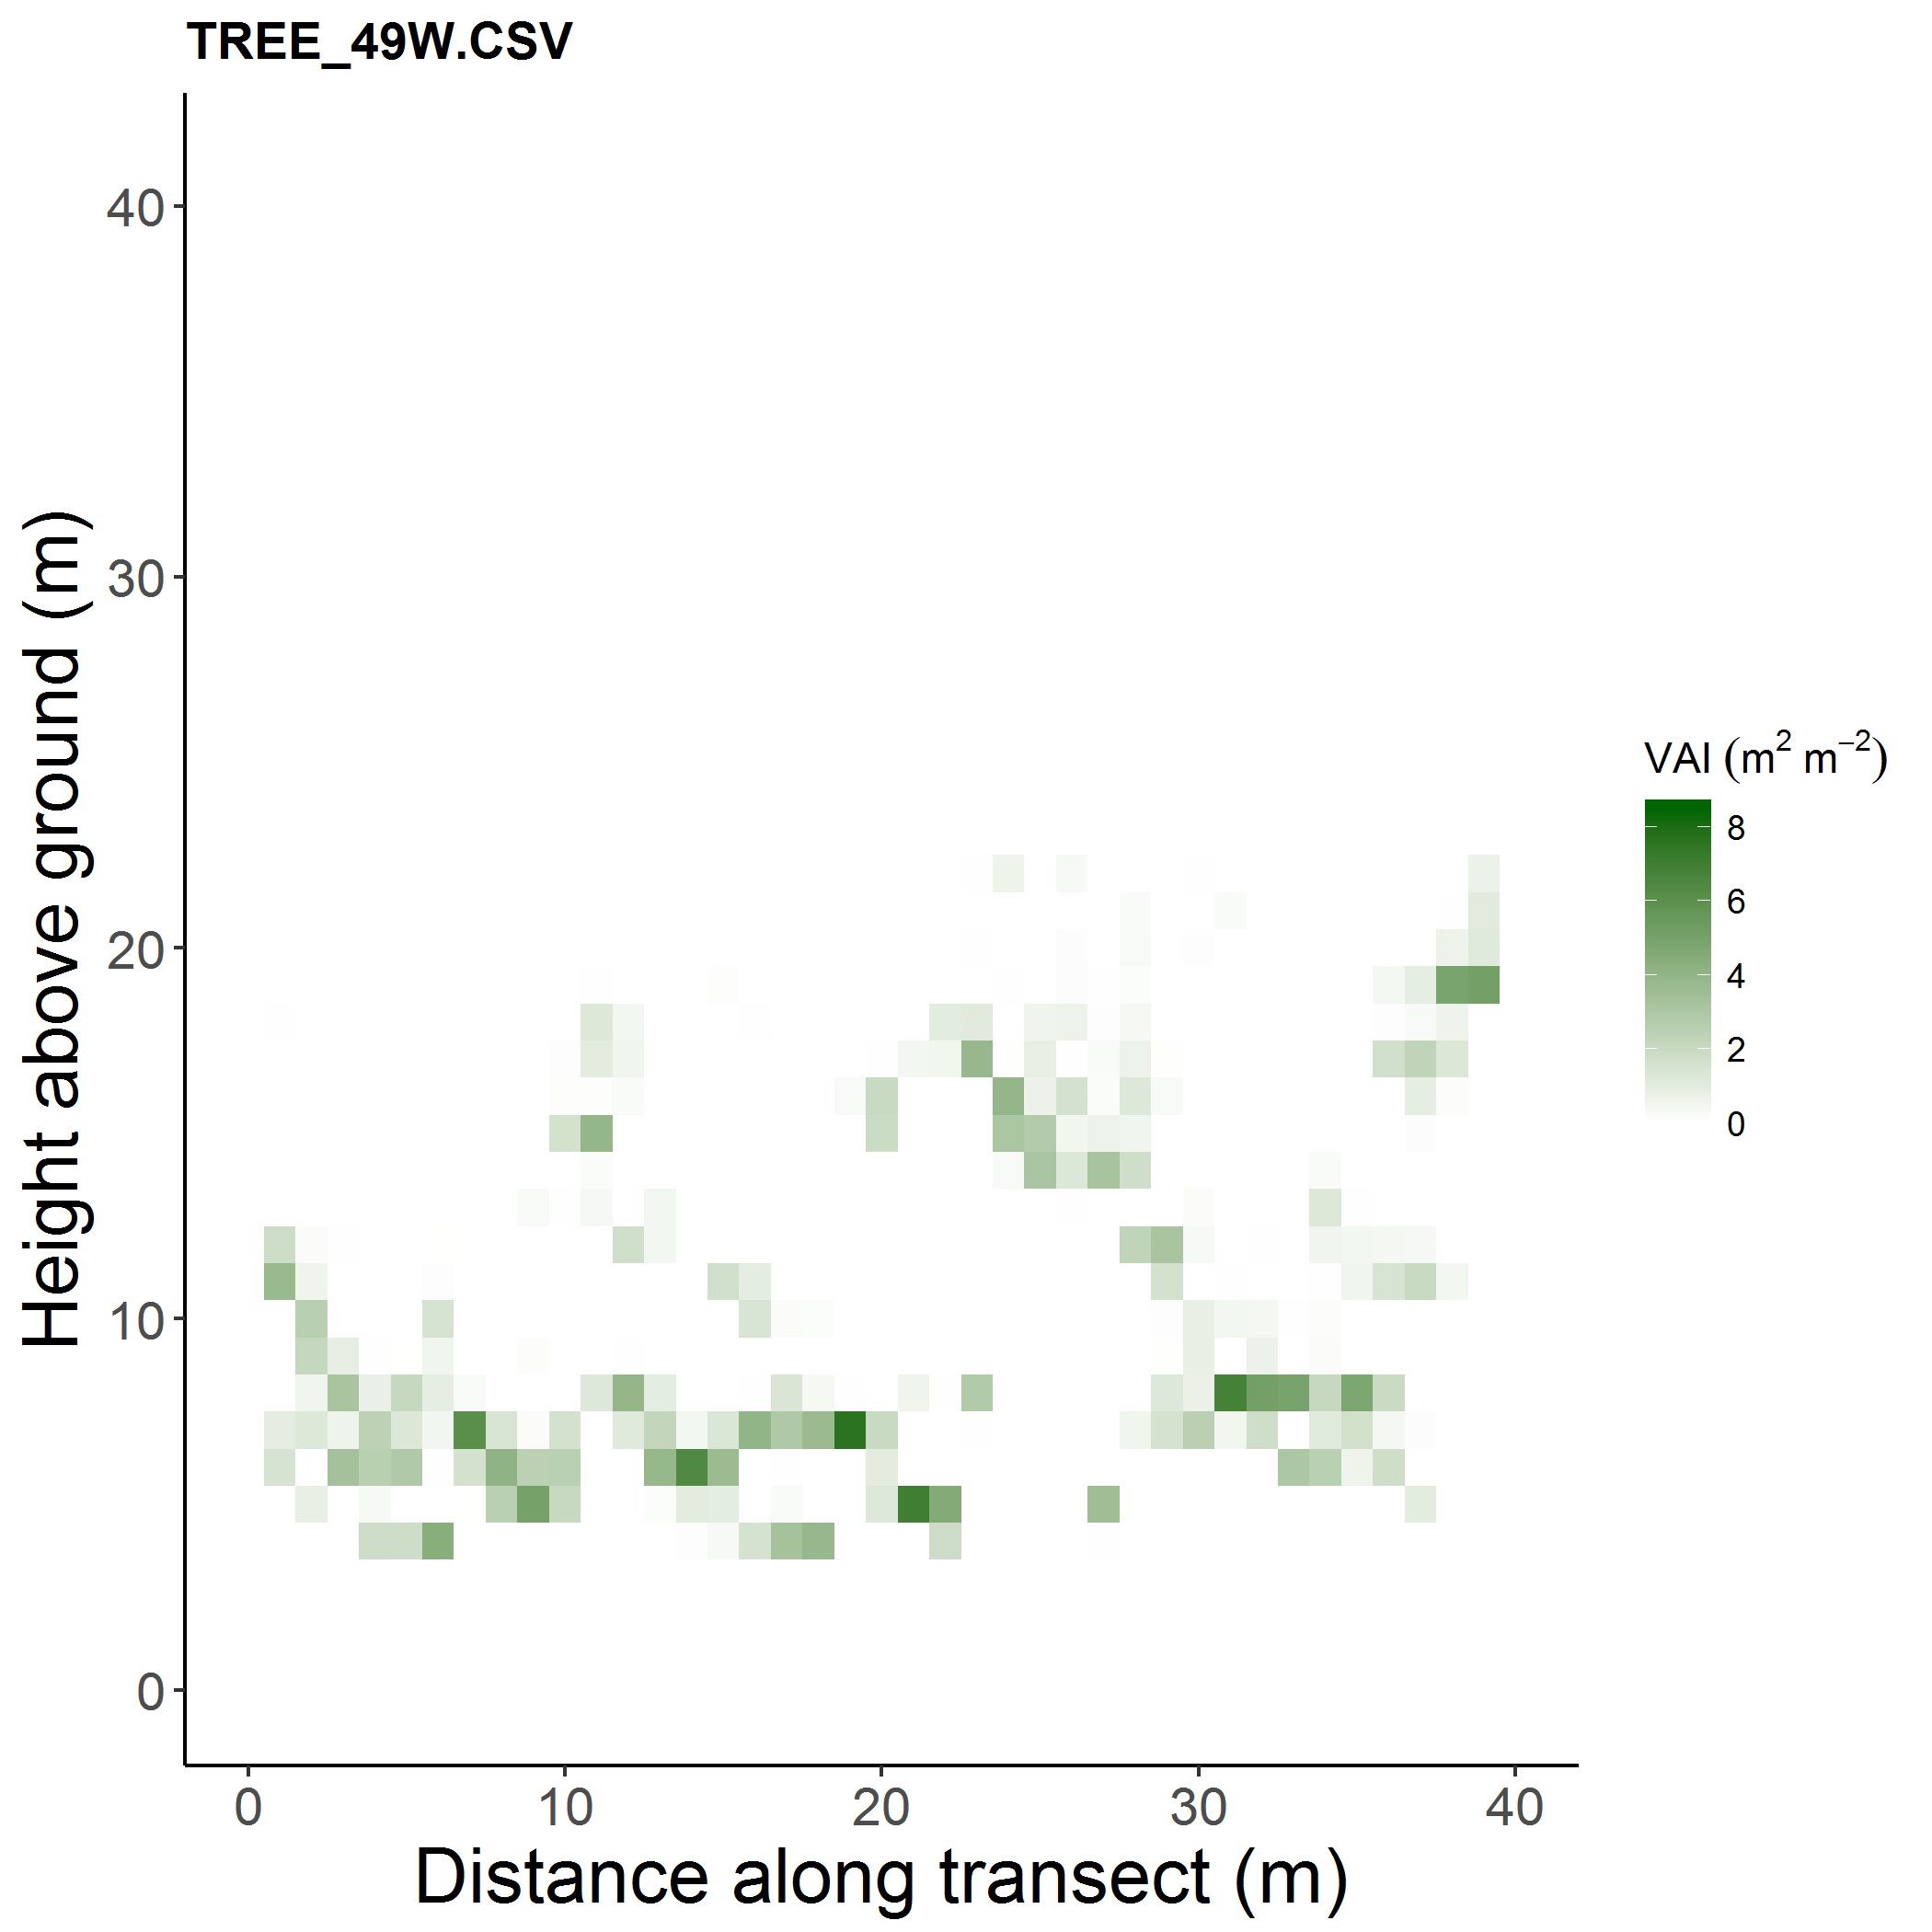 TREE_49W.CSV
Height above ground (m)
40
30
20
10
0
0 10 20 30 40
Distance along transect (m)
VAI (m² m⁻²)
8
6
4
2
0